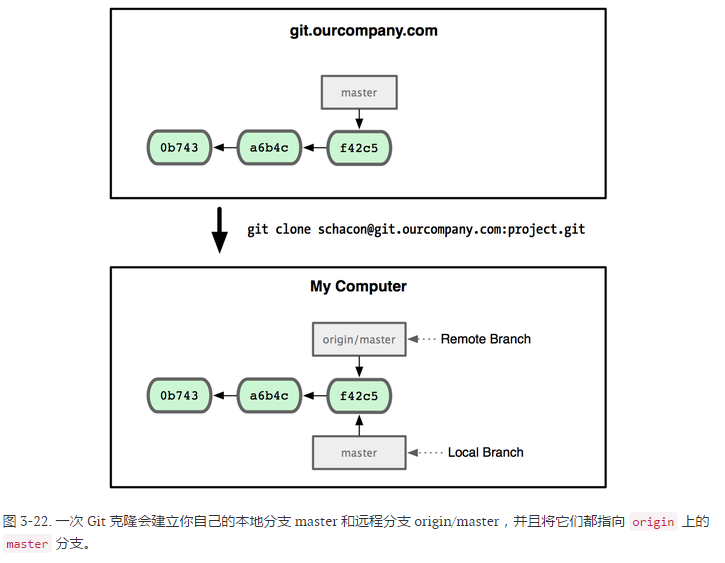 git.ourcompany.com
master
0b743 a6b4c f42c5
git clone schacon@git.ourcompany.com:project.git
My Computer
origin/master Remote Branch
0b743 a6b4c f42c5
master Local Branch
图 3-22. 一次 Git 克隆会建立你自己的本地分支 master 和远程分支 origin/master，并且将它们都指向 origin 上的
master 分支。